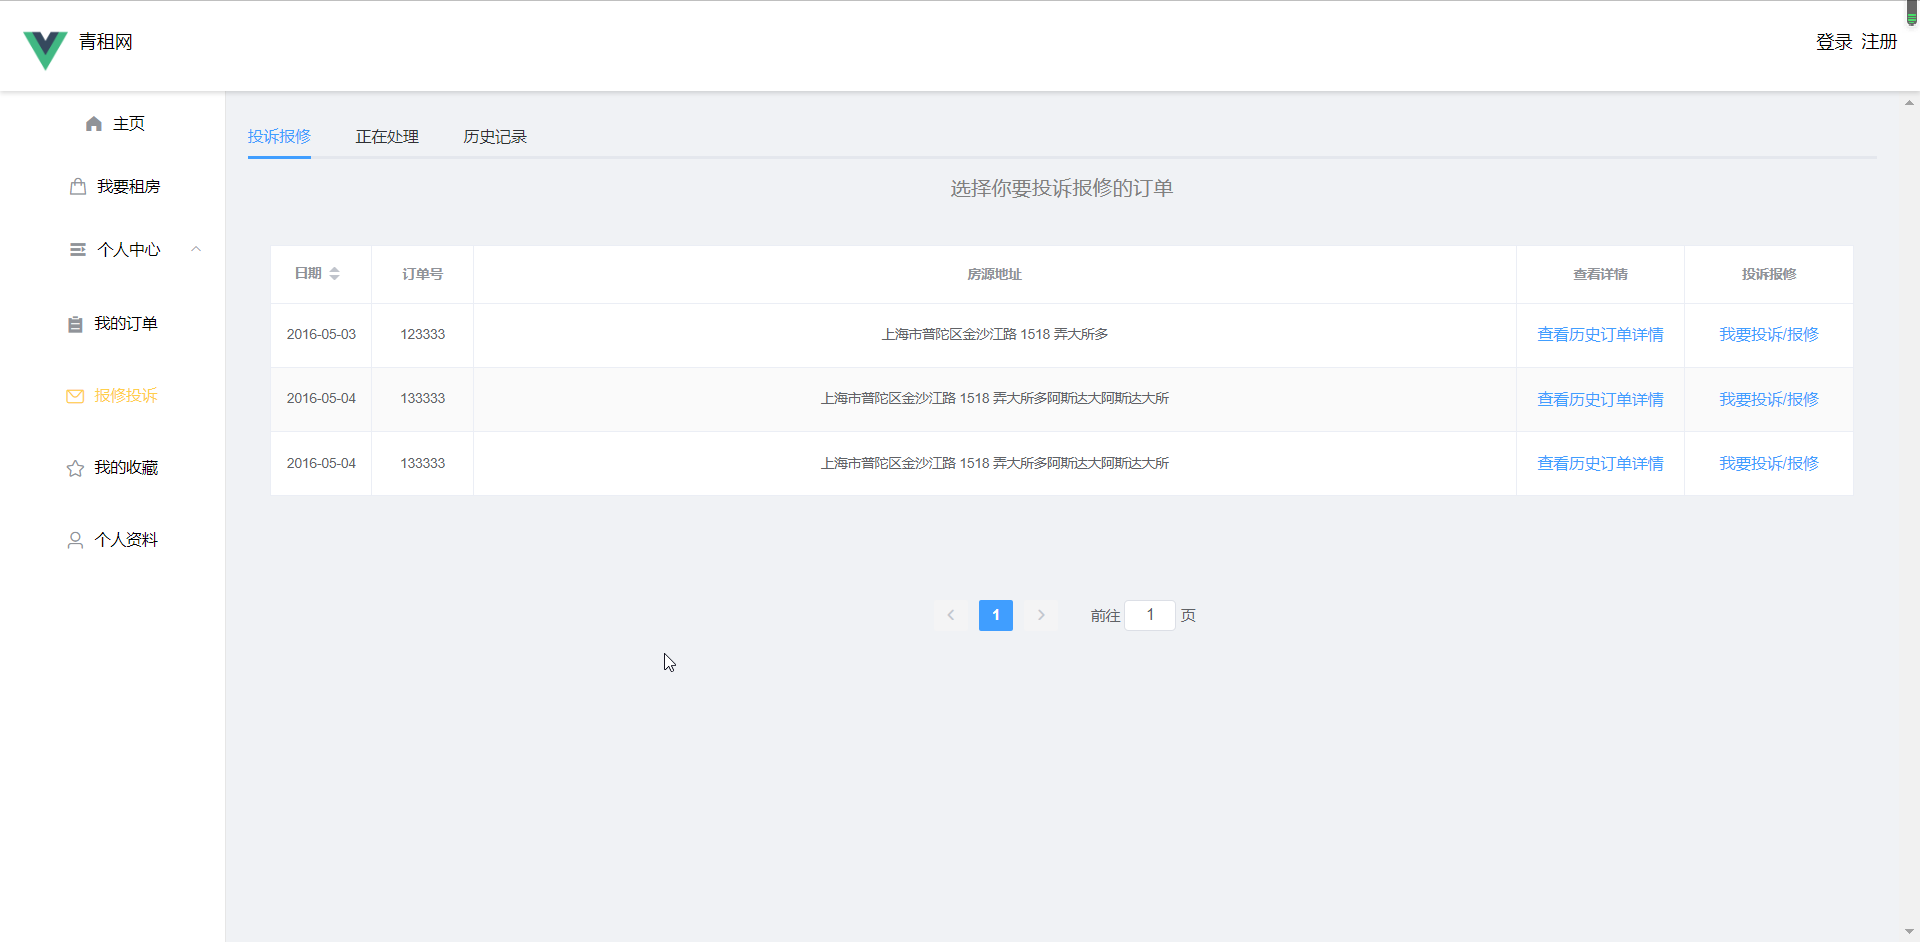 青租网
登录 注册
主页
我要租房
个人中心
我的订单
报修投诉
我的收藏
个人资料
投诉报修 正在处理 历史记录
选择你要投诉报修的订单
日期 订单号 房源地址 查看详情 投诉报修
2016-05-03 123333 上海市普陀区金沙江路 1518 弄大所多 查看历史订单详情 我要投诉/报修
2016-05-04 133333 上海市普陀区金沙江路 1518 弄大所多阿斯达大阿斯达大所 查看历史订单详情 我要投诉/报修
2016-05-04 133333 上海市普陀区金沙江路 1518 弄大所多阿斯达大阿斯达大所 查看历史订单详情 我要投诉/报修
1 前往 1 页